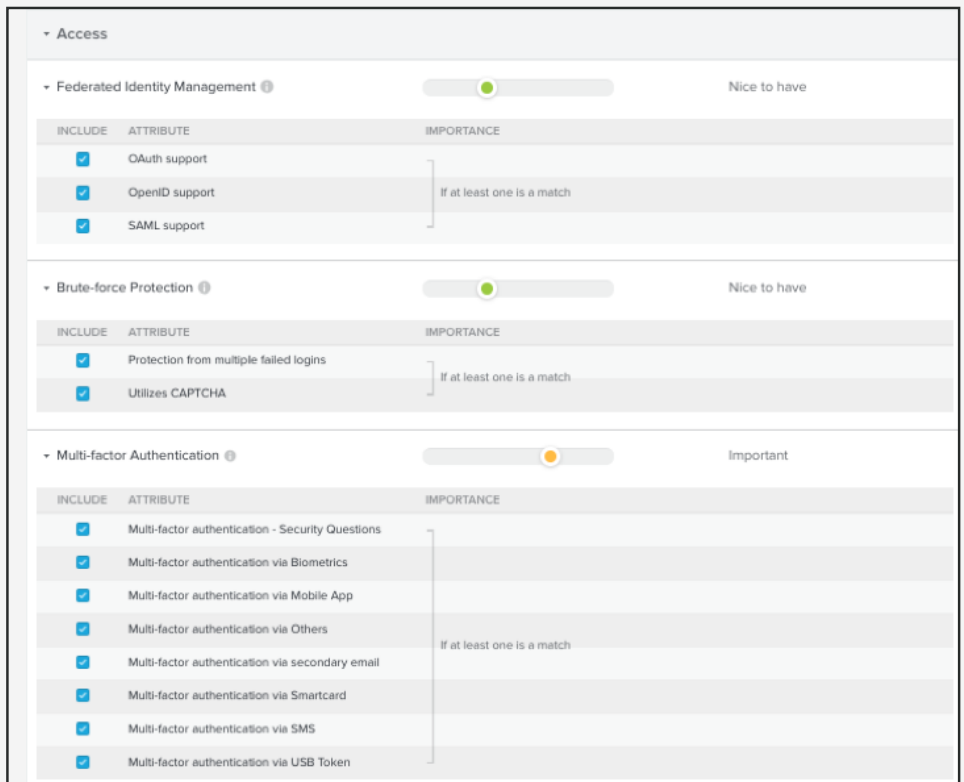 Access
Federated Identity Management
Nice to have
INCLUDE ATTRIBUTE IMPORTANCE
OAuth support
OpenID support
If at least one is a match
SAML support
Brute-force Protection
Nice to have
INCLUDE ATTRIBUTE IMPORTANCE
Protection from multiple failed logins
If at least one is a match
Utilizes CAPTCHA
Multi-factor Authentication
Important
INCLUDE ATTRIBUTE IMPORTANCE
Multi-factor authentication - Security Questions
Multi-factor authentication via Biometrics
Multi-factor authentication via Mobile App
Multi-factor authentication via Others
If at least one is a match
Multi-factor authentication via secondary email
Multi-factor authentication via Smartcard
Multi-factor authentication via SMS
Multi-factor authentication via USB Token